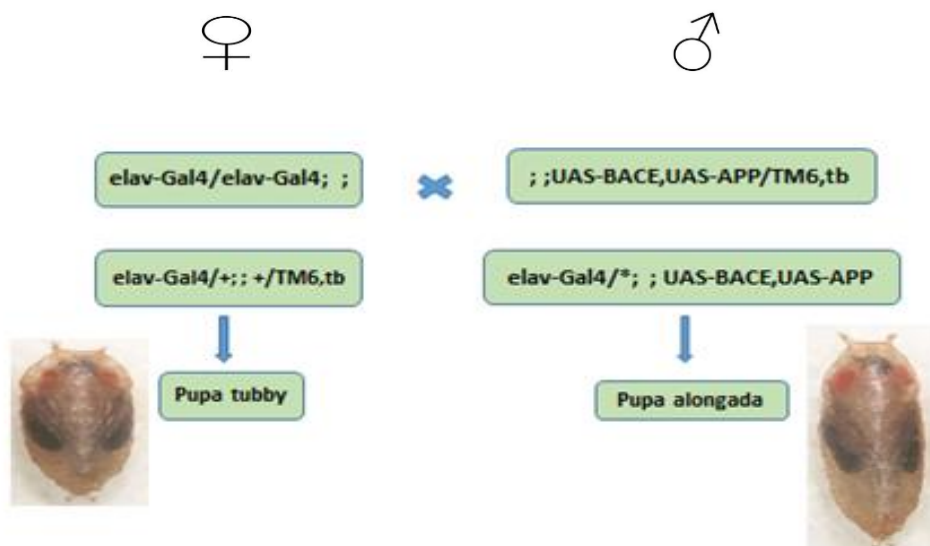 elav-Gal4/elav-Gal4; ;
; ;UAS-BACE,UAS-APP/TM6,tb
elav-Gal4/+; ; +/TM6,tb
elav-Gal4/*; ; UAS-BACE,UAS-APP
Pupa tubby
Pupa alongada